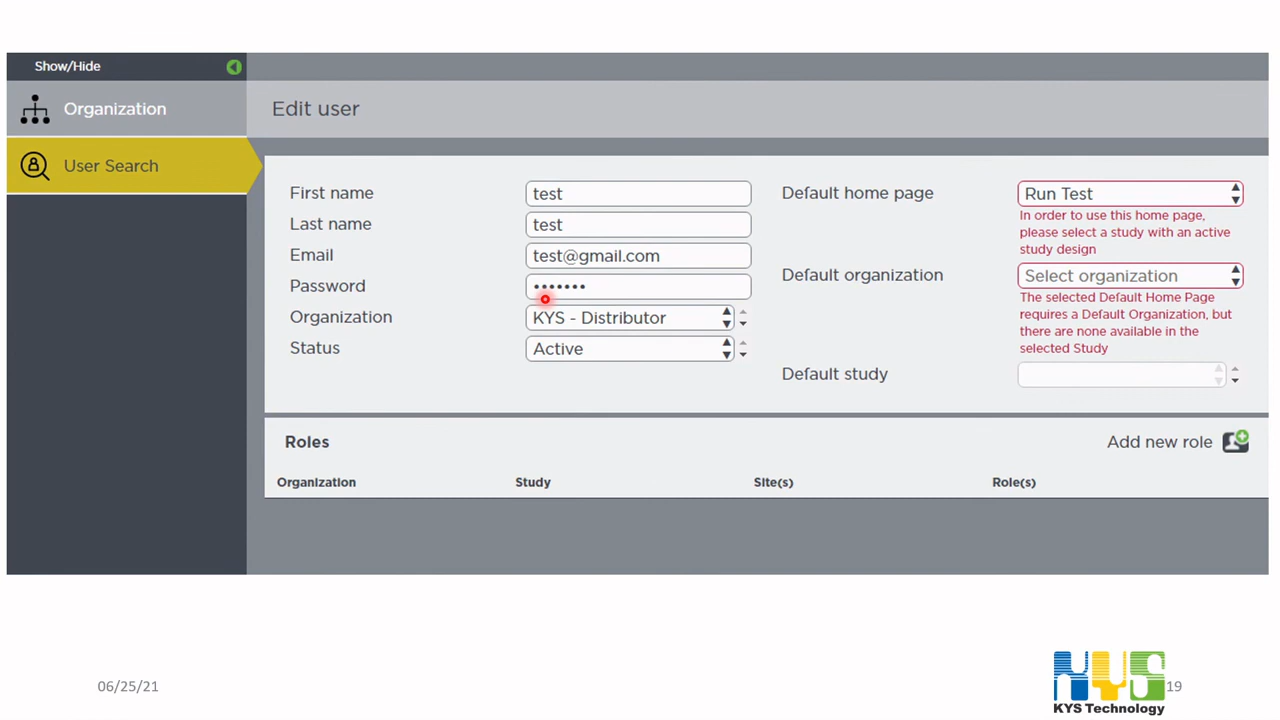 Show/Hide
Organization
User Search
Edit user
First name
test
Last name
test
Email
test@gmail.com
Password
•••••••
Organization
KYS - Distributor
Status
Active
Default home page
Run Test
In order to use this home page,
please select a study with an active
study design
Default organization
Select organization
The selected Default Home Page
requires a Default Organization, but
there are none available in the
selected Study
Default study
Roles
Add new role
Organization
Study
Site(s)
Role(s)
06/25/21
KYS
KYS Technology
19